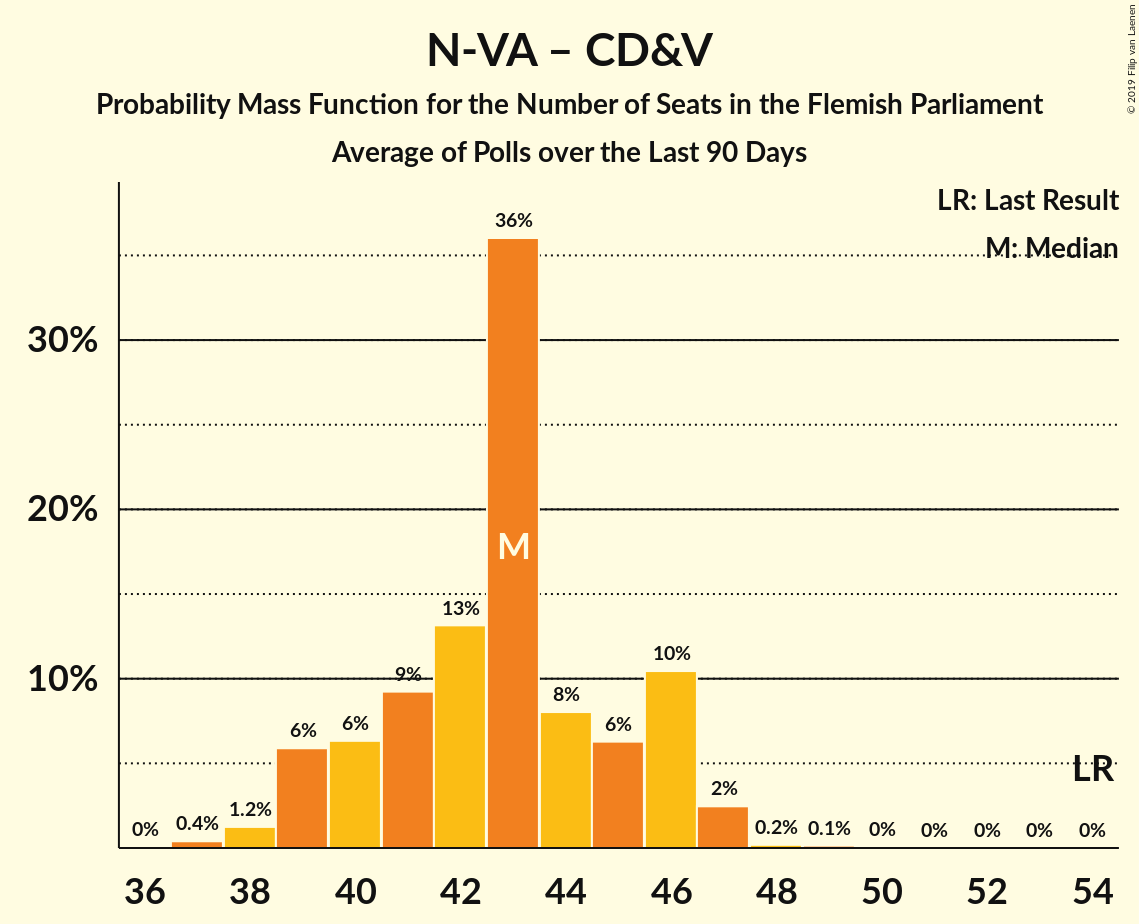 N-VA – CD&V
Probability Mass Function for the Number of Seats in the Flemish Parliament
Average of Polls over the Last 90 Days
© 2019 Filip van Laenen
LR: Last Result
M: Median
36%
30%
20%
M
13%
10%
9%
10%
8%
6%
6%
6%
LR
2%
1.2%
0.4%
0%
0.2%
0.1%
0%
0%
0%
0%
0%
36 38 40 42 44 46 48 50 52 54